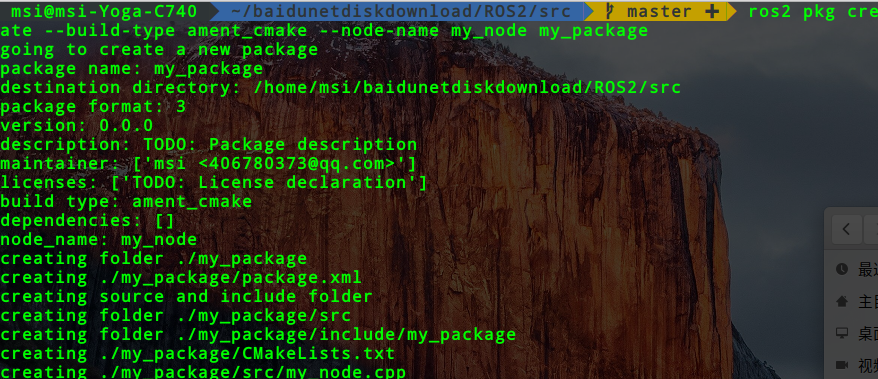 msi@msi-Yoga-C740 ~/baidunetdiskdownload/ROS2/src master + ros2 pkg cre
ate --build-type ament_cmake --node-name my_node my_package
going to create a new package
package name: my_package
destination directory: /home/msi/baidunetdiskdownload/ROS2/src
package format: 3
version: 0.0.0
description: TODO: Package description
maintainer: ['msi <406780373@qq.com>']
licenses: ['TODO: License declaration']
build type: ament_cmake
dependencies: []
node_name: my_node
creating folder ./my_package
creating ./my_package/package.xml
creating source and include folder
creating folder ./my_package/src
creating folder ./my_package/include/my_package
creating ./my_package/CMakeLists.txt
creating ./my_package/src/my_node.cpp
最
主
桌面
视频